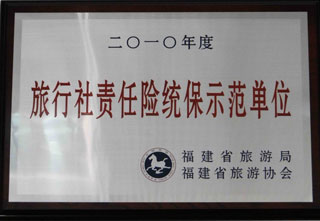 二〇一〇年度
旅行社责任险统保示范单位
福建省旅游局
福建省旅游协会